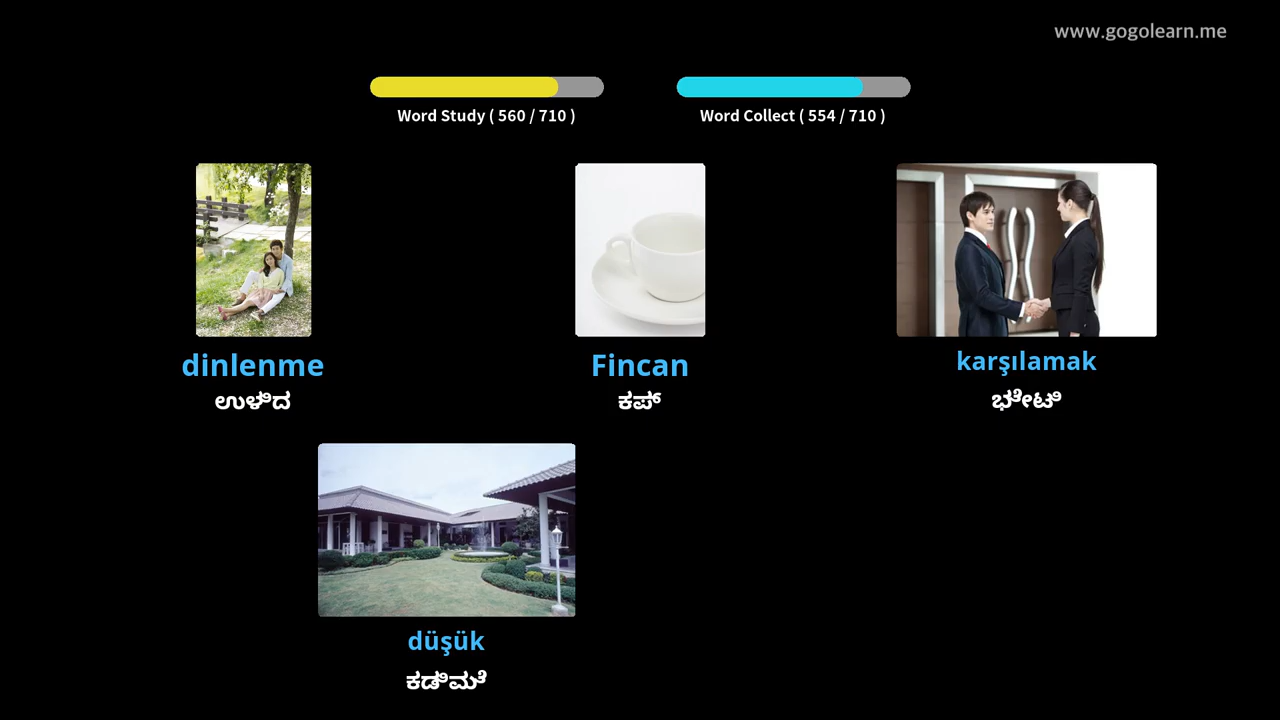 www.gogolearn.me
Word Study ( 560 / 710 )
Word Collect ( 554 / 710 )
dinlenme
Fincan
karşılamak
ಉಳಿದ
ಕಪ್
ಭೇಟಿ
düşük
ಕಡಿಮೆ